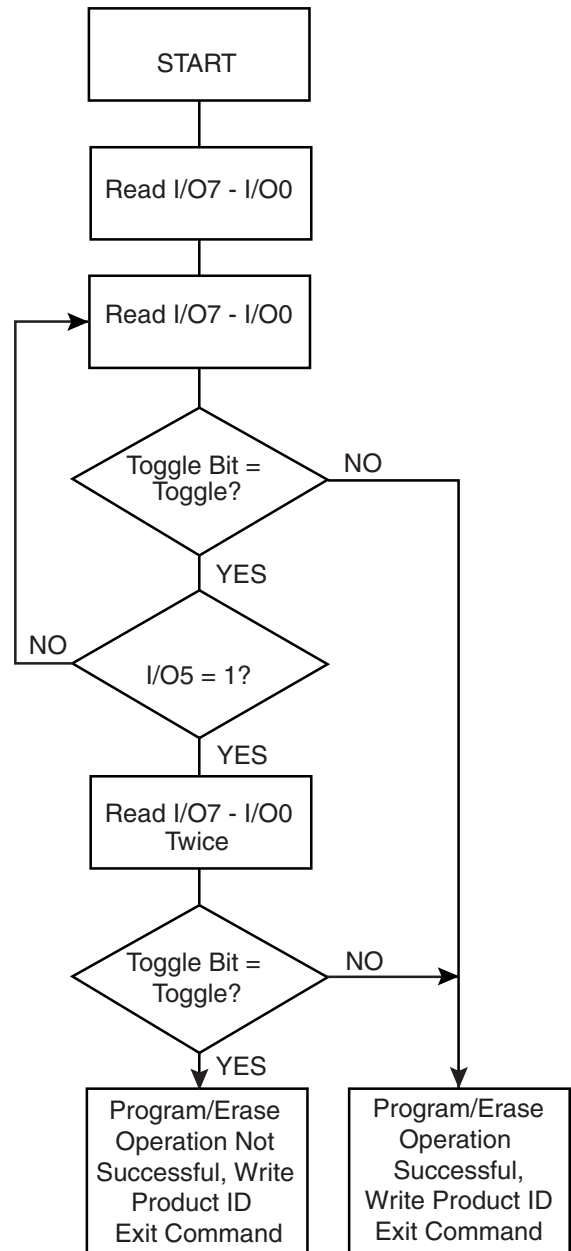 START
Read I/O7 - I/O0
Read I/O7 - I/O0
Toggle Bit =
Toggle?
NO
YES
NO
I/O5 = 1?
YES
Read I/O7 - I/O0
Twice
Toggle Bit =
Toggle?
NO
YES
Program/Erase
Operation Not
Successful, Write
Product ID
Exit Command
Program/Erase
Operation
Successful,
Write Product ID
Exit Command